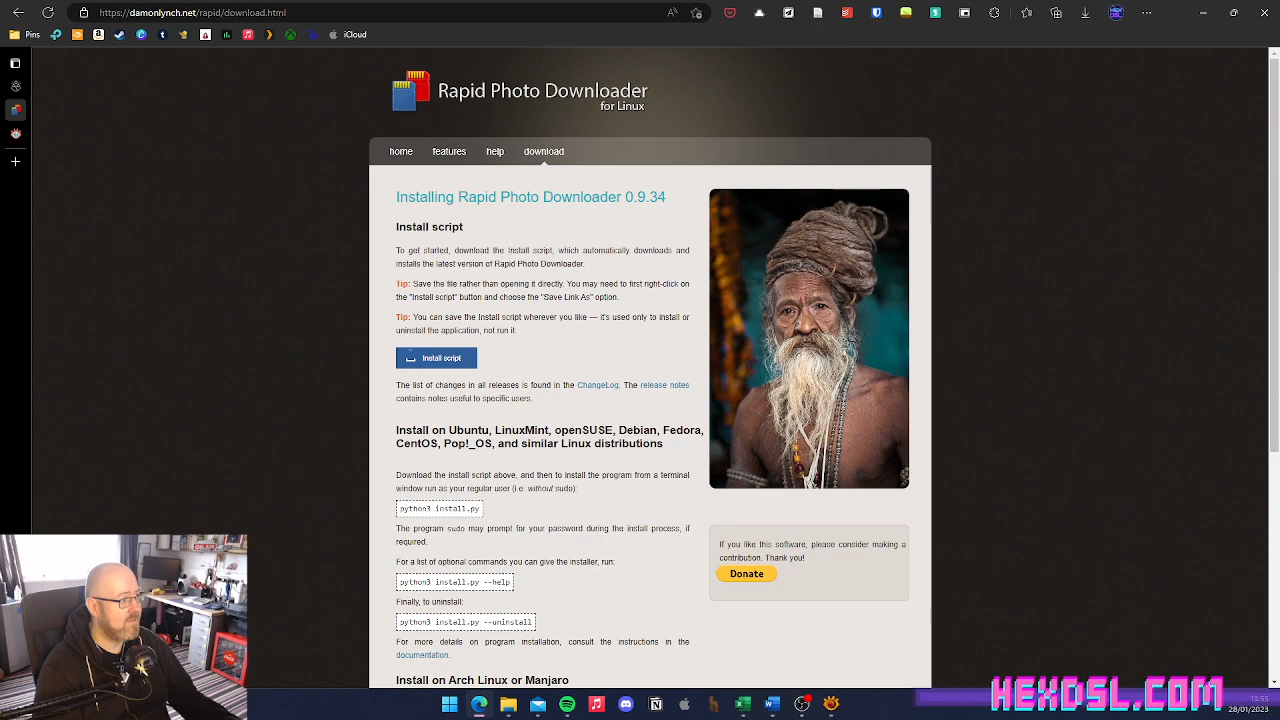 https://damonlynch.net/rapid/download.html
Pins
iCloud
Rapid Photo Downloader
for Linux
home features help download
Installing Rapid Photo Downloader 0.9.34
Install script
To get started, download the Install script, which automatically downloads and
installs the latest version of Rapid Photo Downloader.
Tip: Save the file rather than opening it directly. You may need to first right-click on
the "Install script" button and choose the "Save Link As" option.
Tip: You can save the Install script wherever you like — it's used only to install or
uninstall the application, not run it.
Install script
The list of changes in all releases is found in the ChangeLog. The release notes
contains notes useful to specific users.
Install on Ubuntu, LinuxMint, openSUSE, Debian, Fedora,
CentOS, Pop!_OS, and similar Linux distributions
Download the install script above, and then to install the program from a terminal
window run as your regular user (i.e. without sudo):
python3 install.py
The program sudo may prompt for your password during the install process, if
required.
For a list of optional commands you can give the installer, run:
python3 install.py --help
Finally, to uninstall:
python3 install.py --uninstall
For more details on program installation, consult the instructions in the
documentation.
Install on Arch Linux or Manjaro
If you like this software, please consider making a
contribution. Thank you!
Donate
HEXDSL.COM
13:55
28/01/2023